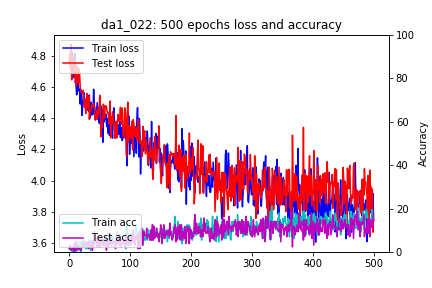 da1_022: 500 epochs loss and accuracy
Train loss
Test loss
Train acc
Test acc
Loss
4.8
4.6
4.4
4.2
4.0
3.8
3.6
Accuracy
100
80
60
40
20
0
0
100
200
300
400
500